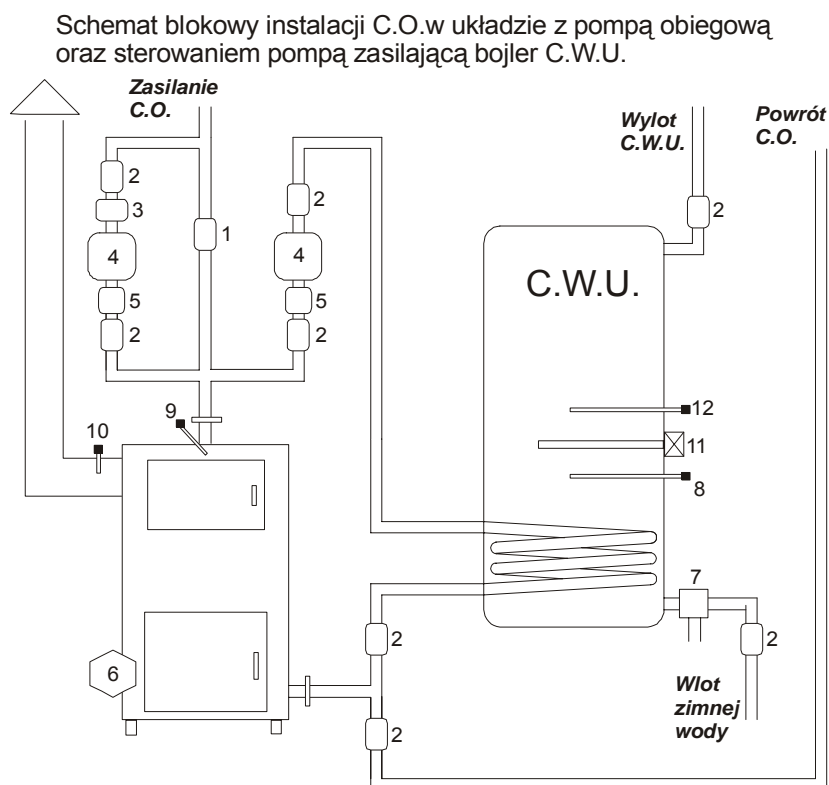 Schemat blokowy instalacji C.O.w układzie z pompą obiegową
oraz sterowaniem pompą zasilającą bojler C.W.U.
Zasilanie
C.O.
Wylot
C.W.U.
Powrót
C.O.
2
2
2
3
1
4
4
C.W.U.
5
5
2
2
9
12
10
11
8
7
2
2
6
Wlot
zimnej
wody
2